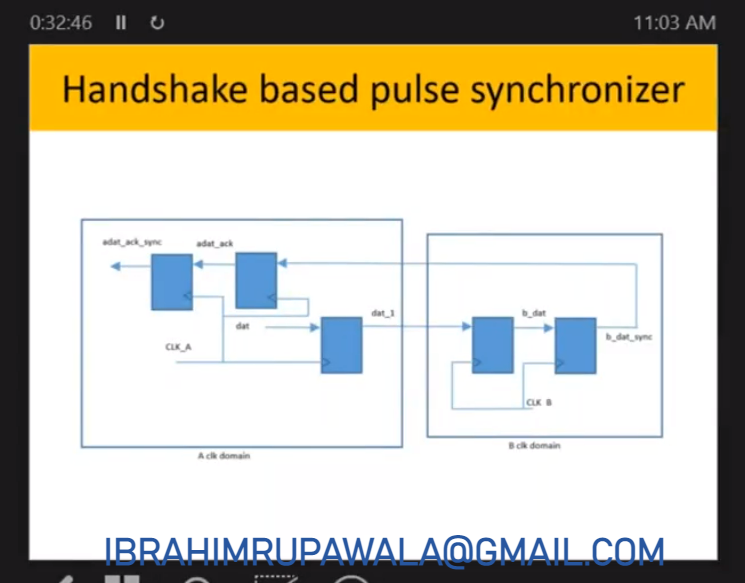 0:32:46
11:03 AM
Handshake based pulse synchronizer
adat_ack_sync
adat_ack
dat_1
b_dat
dat
b_dat_sync
CLK_A
CLK B
A clk domain
B clk domain
IBRAHIMRUPAWALA@GMAIL.COM